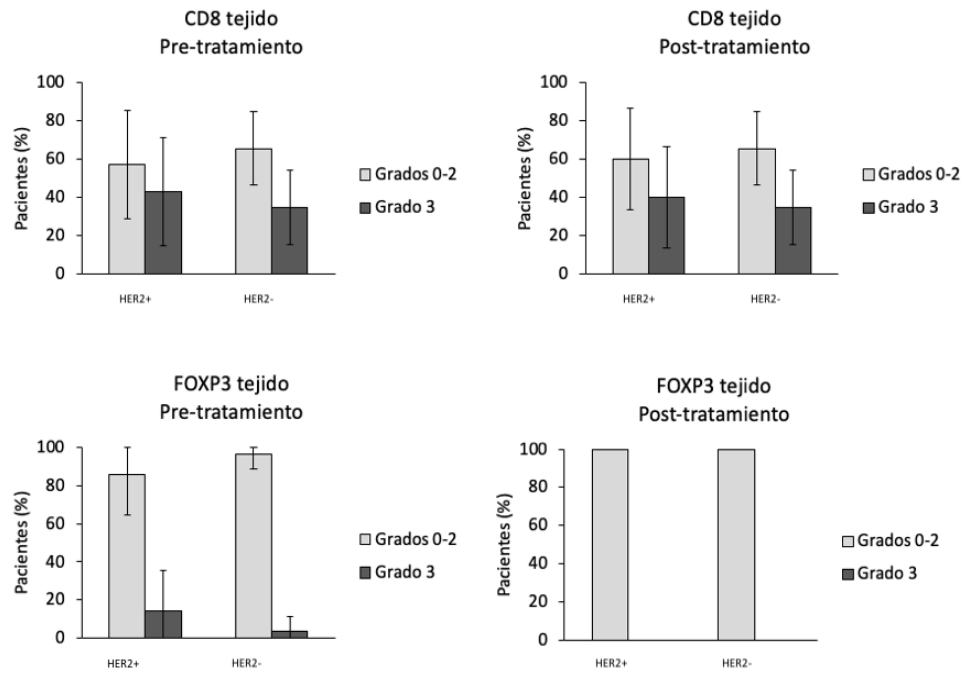 CD8 tejido
Pre-tratamiento
Pacientes (%)
100
80
60
40
20
0
HER2+ HER2-
Grados 0-2
Grado 3
CD8 tejido
Post-tratamiento
Pacientes (%)
100
80
60
40
20
0
HER2+ HER2-
Grados 0-2
Grado 3
FOXP3 tejido
Pre-tratamiento
Pacientes (%)
100
80
60
40
20
0
HER2+ HER2-
Grados 0-2
Grado 3
FOXP3 tejido
Post-tratamiento
Pacientes (%)
100
80
60
40
20
0
HER2+ HER2-
Grados 0-2
Grado 3